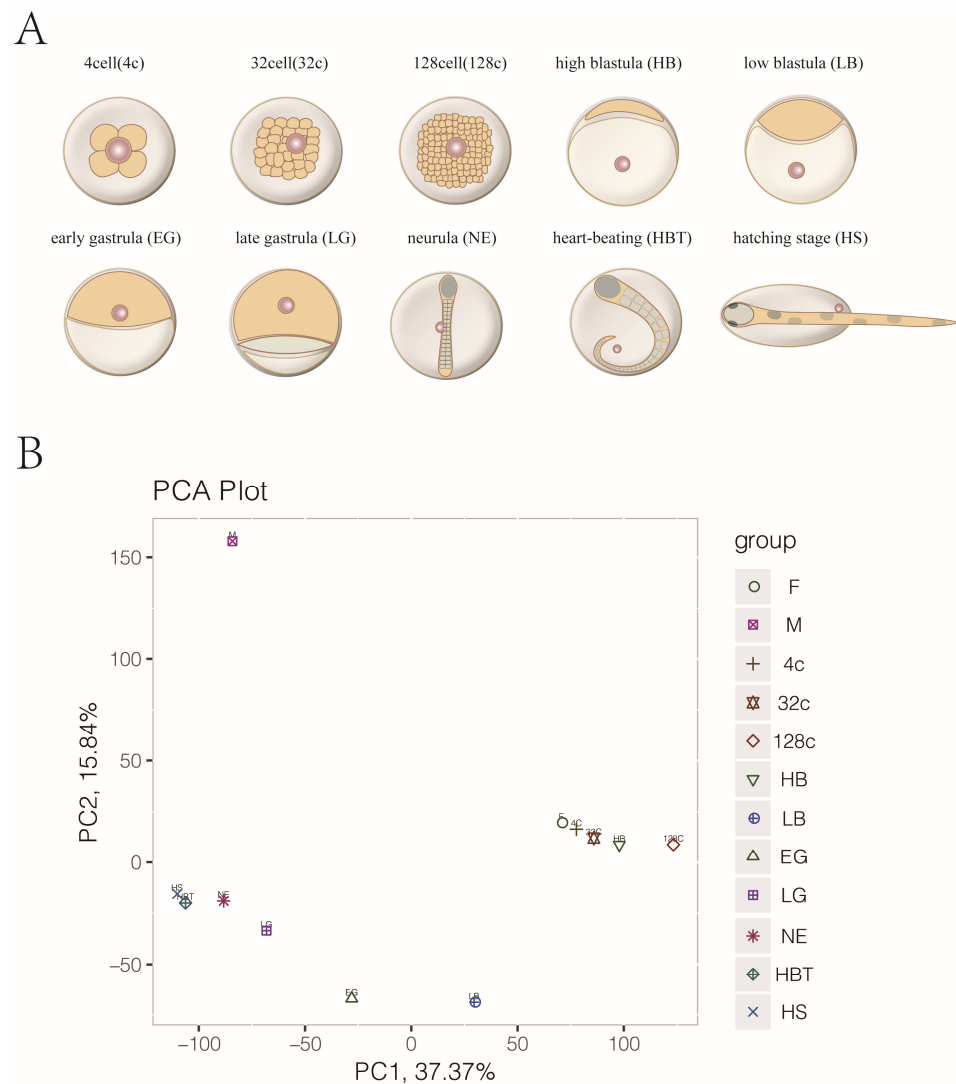 A
4cell(4c) 32cell(32c) 128cell(128c) high blastula (HB) low blastula (LB)
early gastrula (EG) late gastrula (LG) neurula (NE) heart-beating (HBT) hatching stage (HS)
B
PCA Plot
group
F
M
4c
32c
128c
HB
LB
EG
LG
NE
HBT
HS
150
100
50
0
−50
PC2, 15.84%
M
F
4C
32C
HB
128C
HS
HBT
NE
LG
EG
LB
−100 −50 0 50 100
PC1, 37.37%